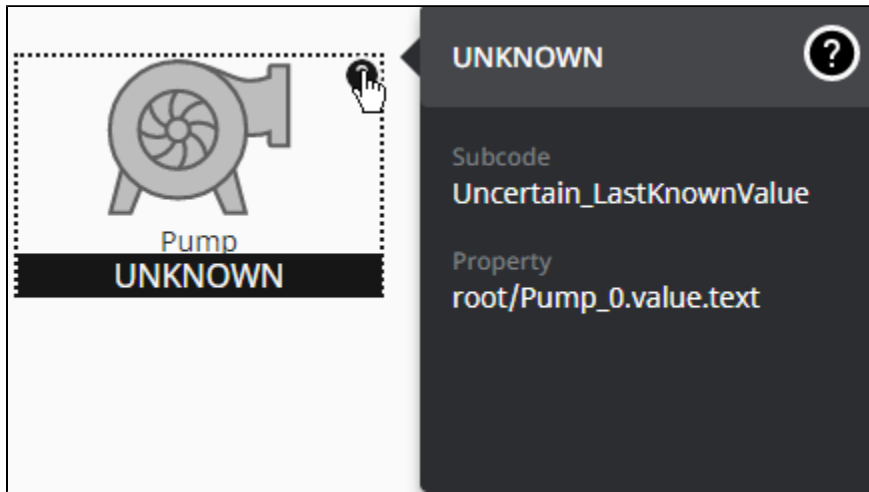 Pump
UNKNOWN
UNKNOWN
?
Subcode
Uncertain_LastKnownValue
Property
root/Pump_0.value.text